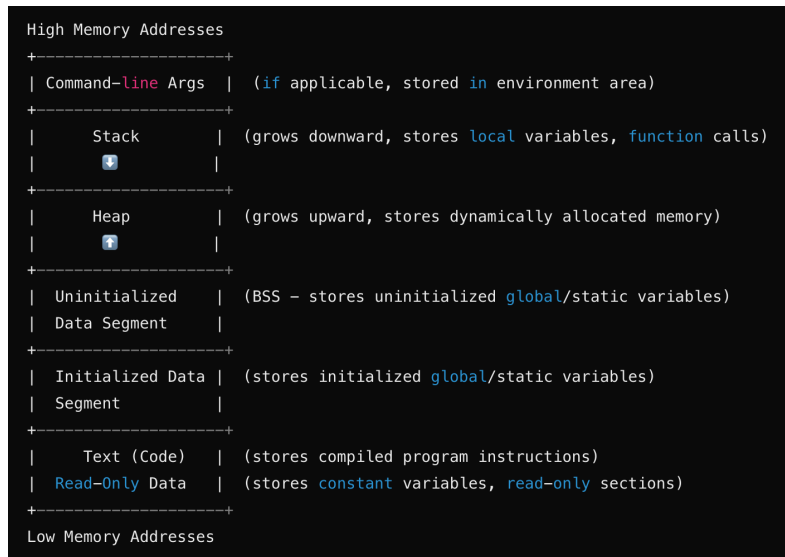 High Memory Addresses
+--------------------+
| Command-line Args  |  (if applicable, stored in environment area)
+--------------------+
|      Stack        |  (grows downward, stores local variables, function calls)
|       ⬇️          |
+--------------------+
|      Heap         |  (grows upward, stores dynamically allocated memory)
|       ⬆️          |
+--------------------+
|  Uninitialized    |  (BSS – stores uninitialized global/static variables)
|  Data Segment     |
+--------------------+
|  Initialized Data |  (stores initialized global/static variables)
|  Segment          |
+--------------------+
|     Text (Code)   |  (stores compiled program instructions)
|  Read-Only Data   |  (stores constant variables, read-only sections)
+--------------------+
Low Memory Addresses